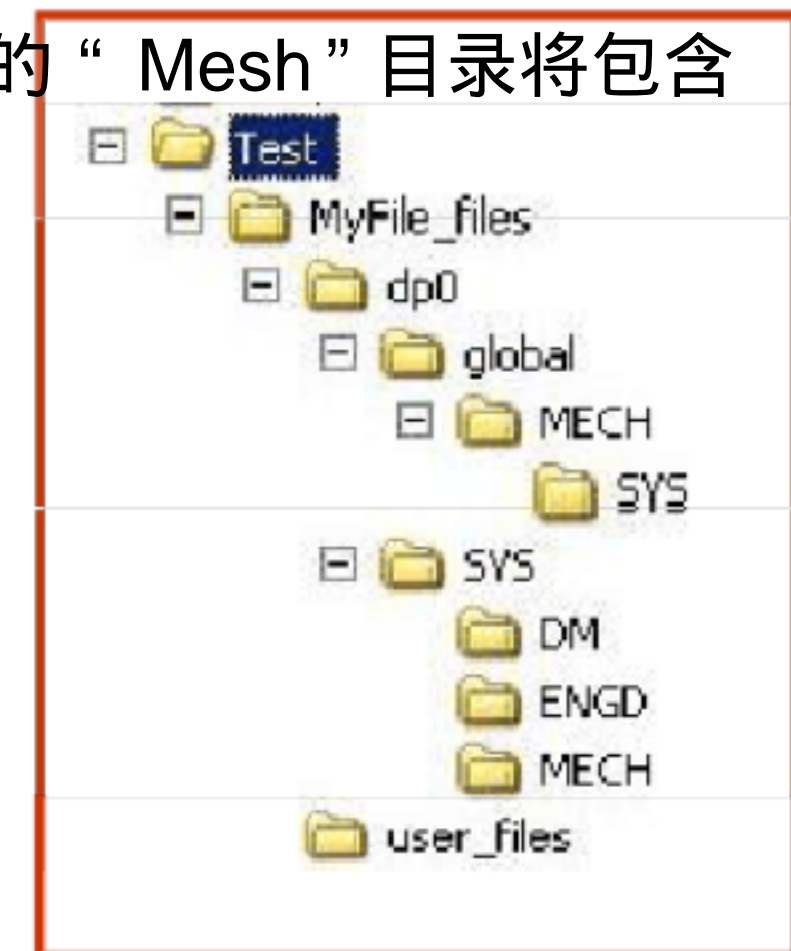 的“ Mesh”目录将包含
Test
MyFile_files
dp0
global
MECH
SYS
SYS
DM
ENGD
MECH
user_files